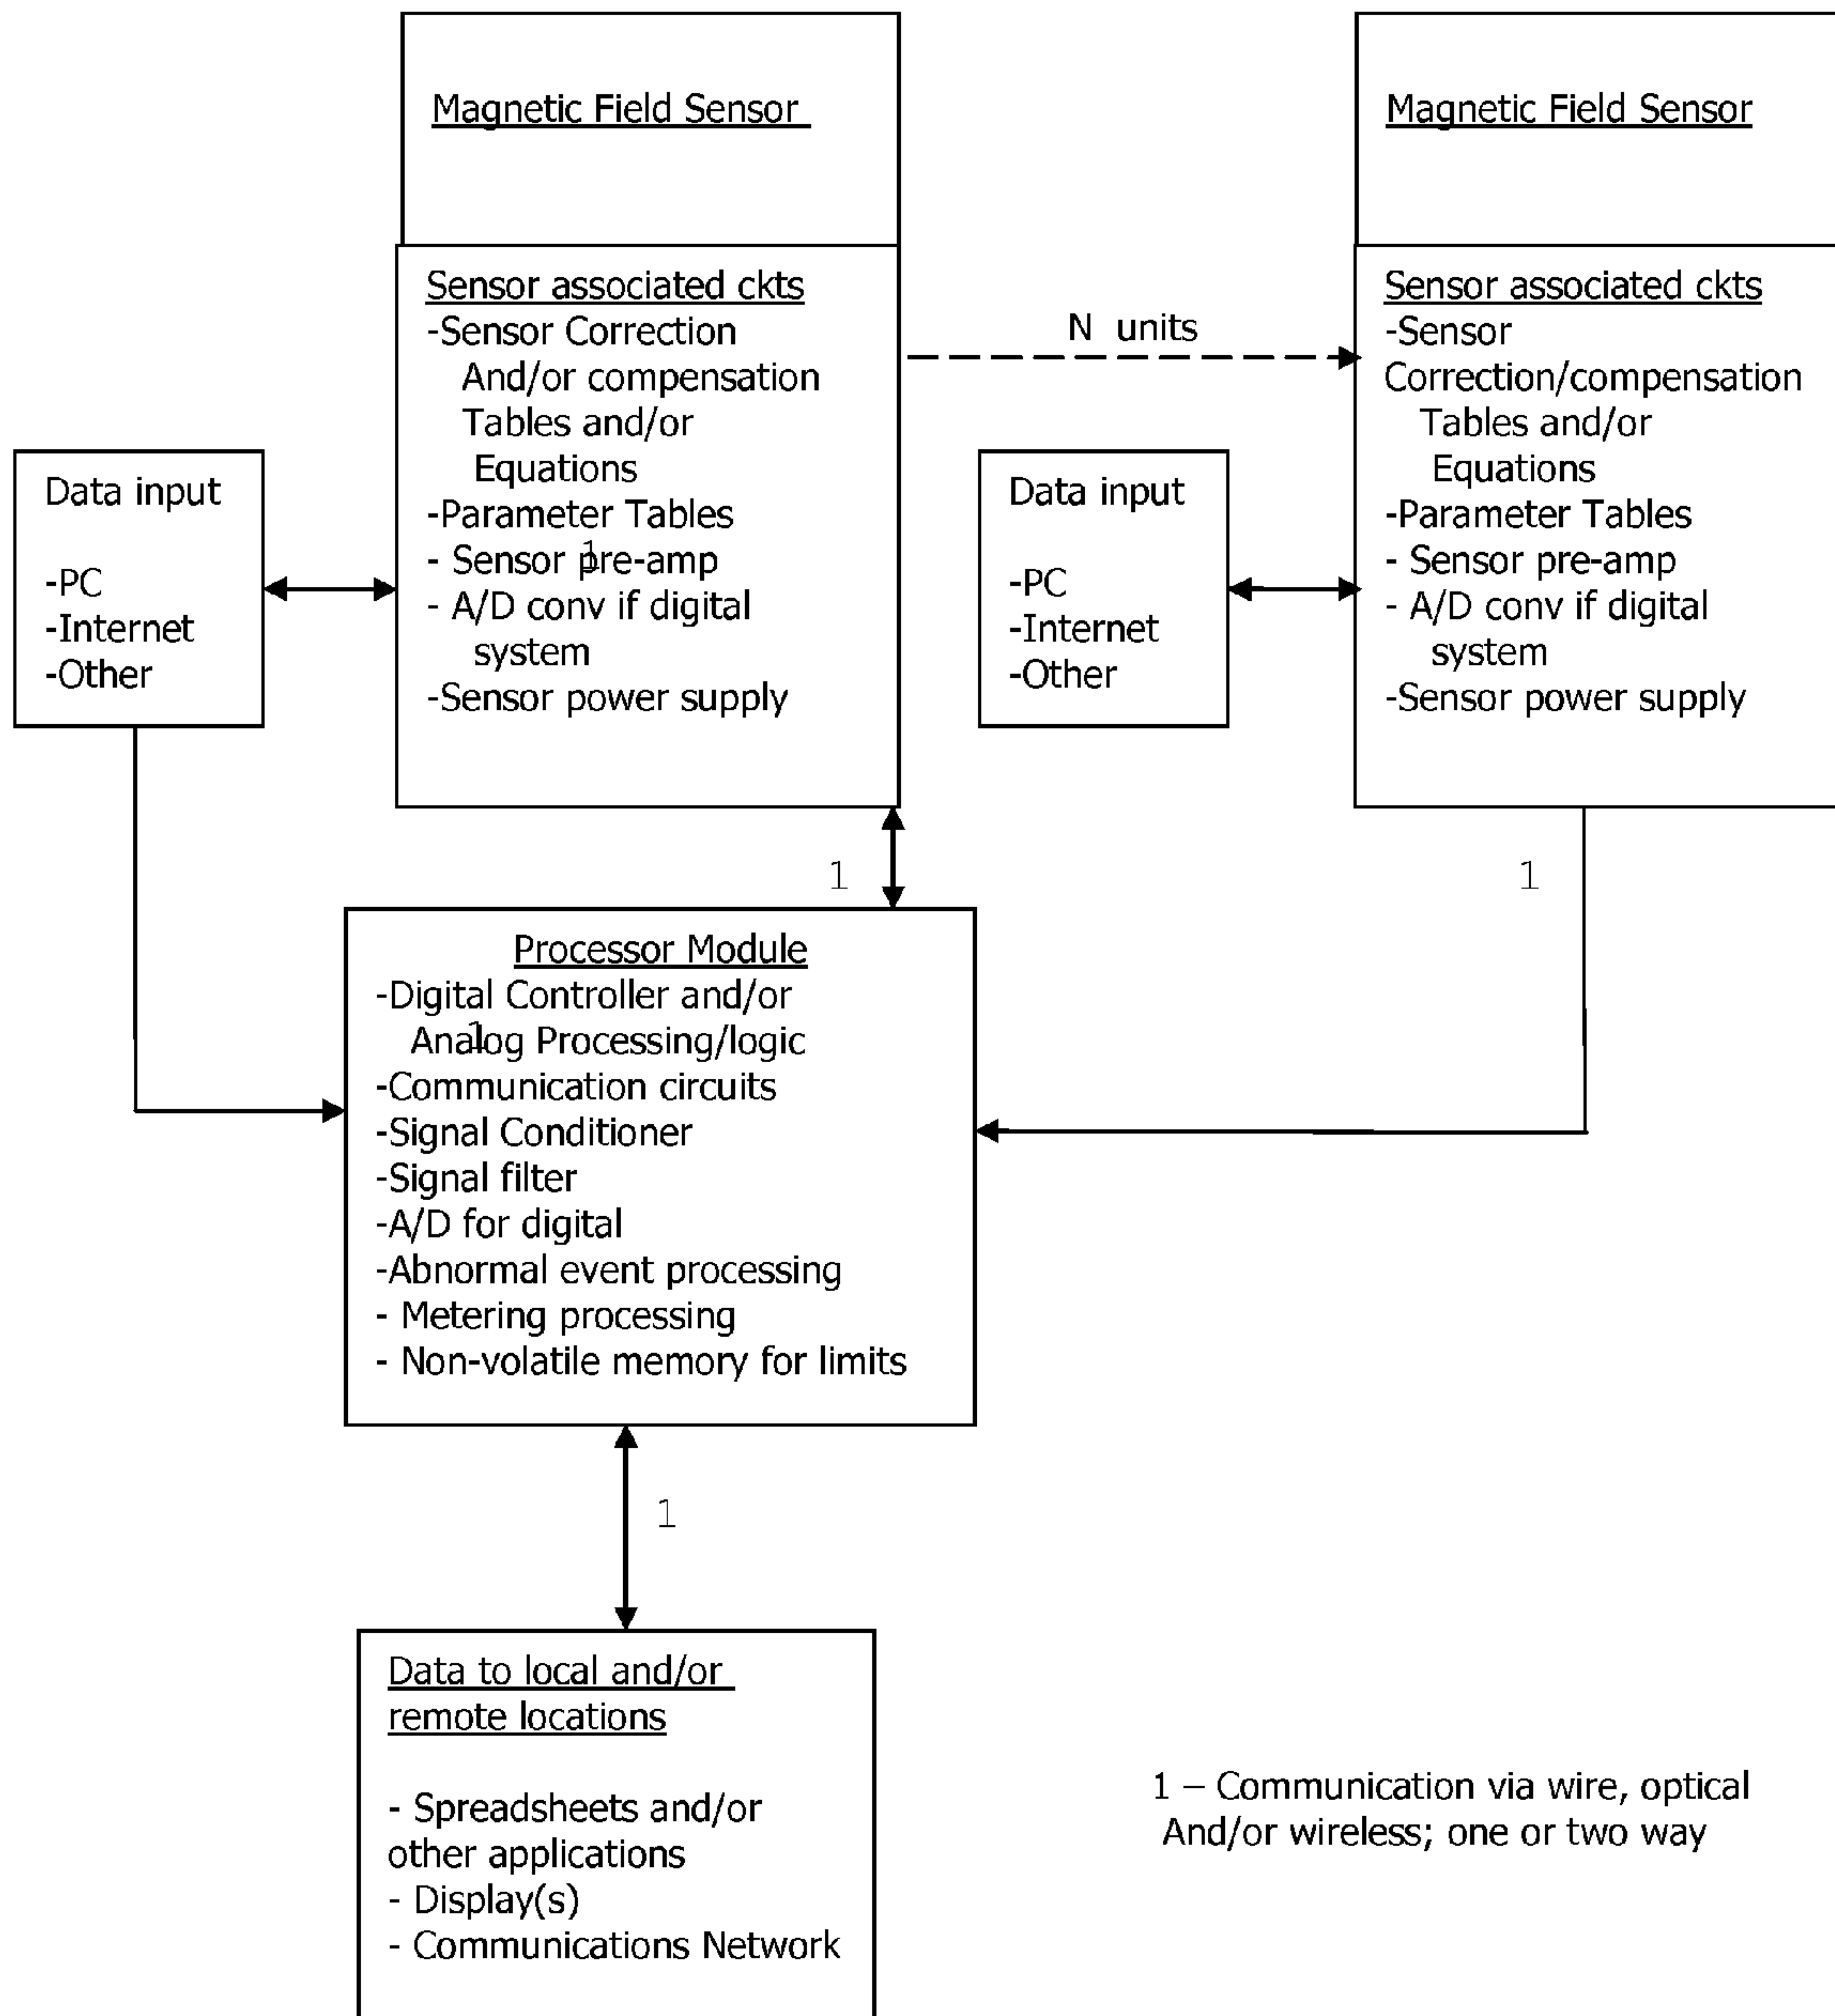 Magnetic Field Sensor
Sensor associated ckts
-Sensor Correction
And/or compensation
Tables and/or
Equations
-Parameter Tables
- Sensor pre-amp
1
- A/D conv if digital
system
-Sensor power supply
N units
Magnetic Field Sensor
Sensor associated ckts
-Sensor
Correction/compensation
Tables and/or
Equations
-Parameter Tables
- Sensor pre-amp
- A/D conv if digital
system
-Sensor power supply
Data input
-PC
-Internet
-Other
Data input
-PC
-Internet
-Other
1
1
Processor Module
-Digital Controller and/or
Analog Processing/logic
1
-Communication circuits
-Signal Conditioner
-Signal filter
-A/D for digital
-Abnormal event processing
- Metering processing
- Non-volatile memory for limits
1
Data to local and/or
remote locations
- Spreadsheets and/or
other applications
- Display(s)
- Communications Network
1 – Communication via wire, optical
And/or wireless; one or two way